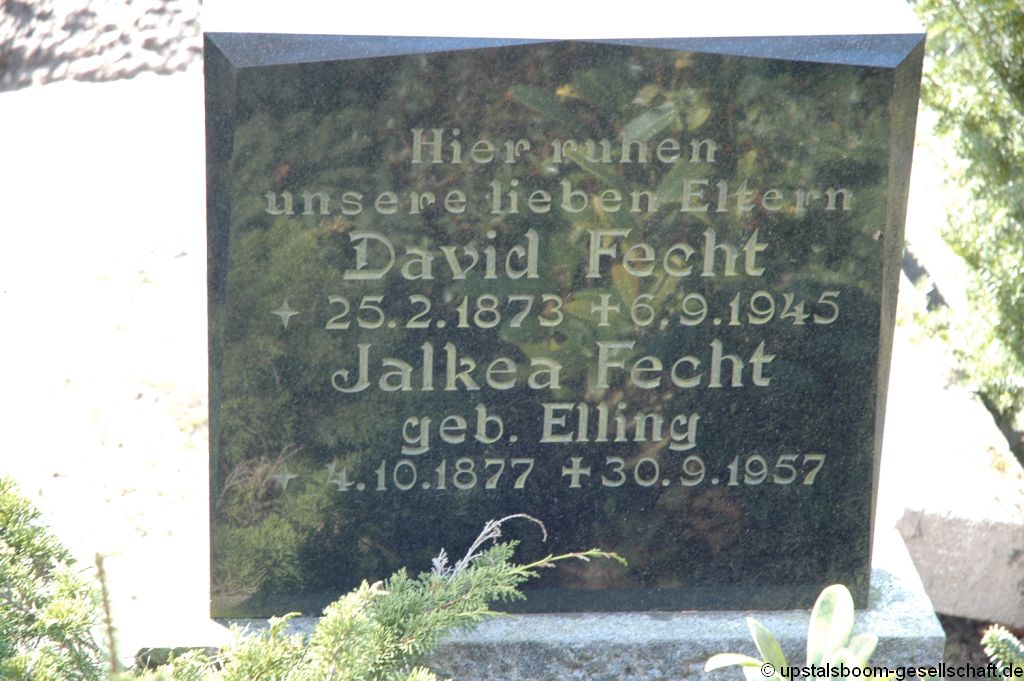 Hier ruhen
unsere lieben Eltern
David Fecht
✦ 25.2.1873 ✝ 6.9.1945
Jalkea Fecht
geb. Elling
✦ 4.10.1877 ✝ 30.9.1957
© upstalsboom-gesellschaft.de